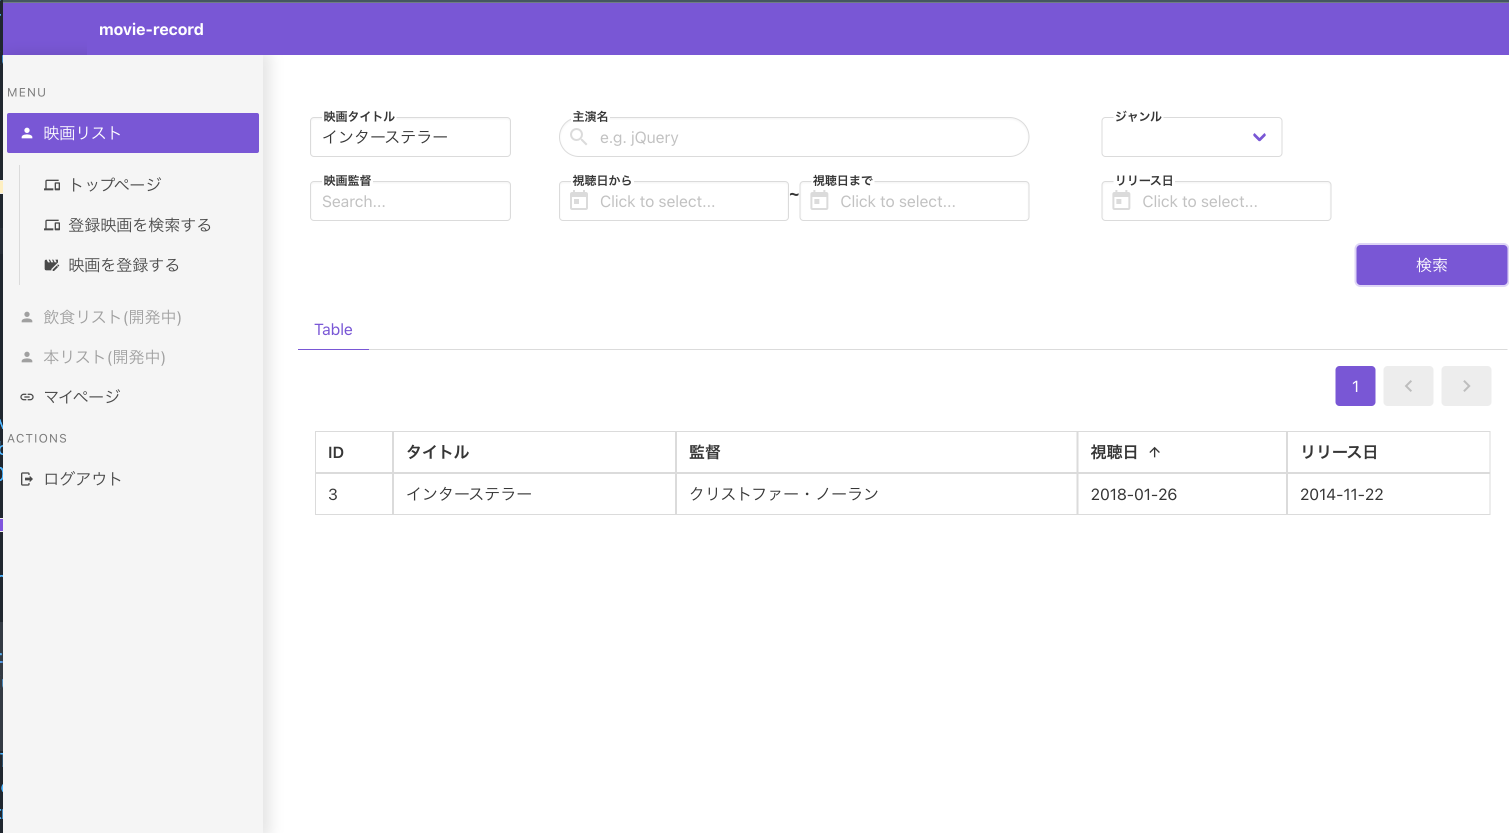 movie-record
MENU
映画リスト
トップページ
登録映画を検索する
映画を登録する
飲食リスト(開発中)
本リスト(開発中)
マイページ
ACTIONS
ログアウト
映画タイトル 主演名 ジャンル
インターステラー e.g. jQuery
映画監督 視聴日から 視聴日まで リリース日
Search... Click to select... ~ Click to select... Click to select...
検索
Table
1
ID タイトル 監督 視聴日 ↑ リリース日
3 インターステラー クリストファー・ノーラン 2018-01-26 2014-11-22